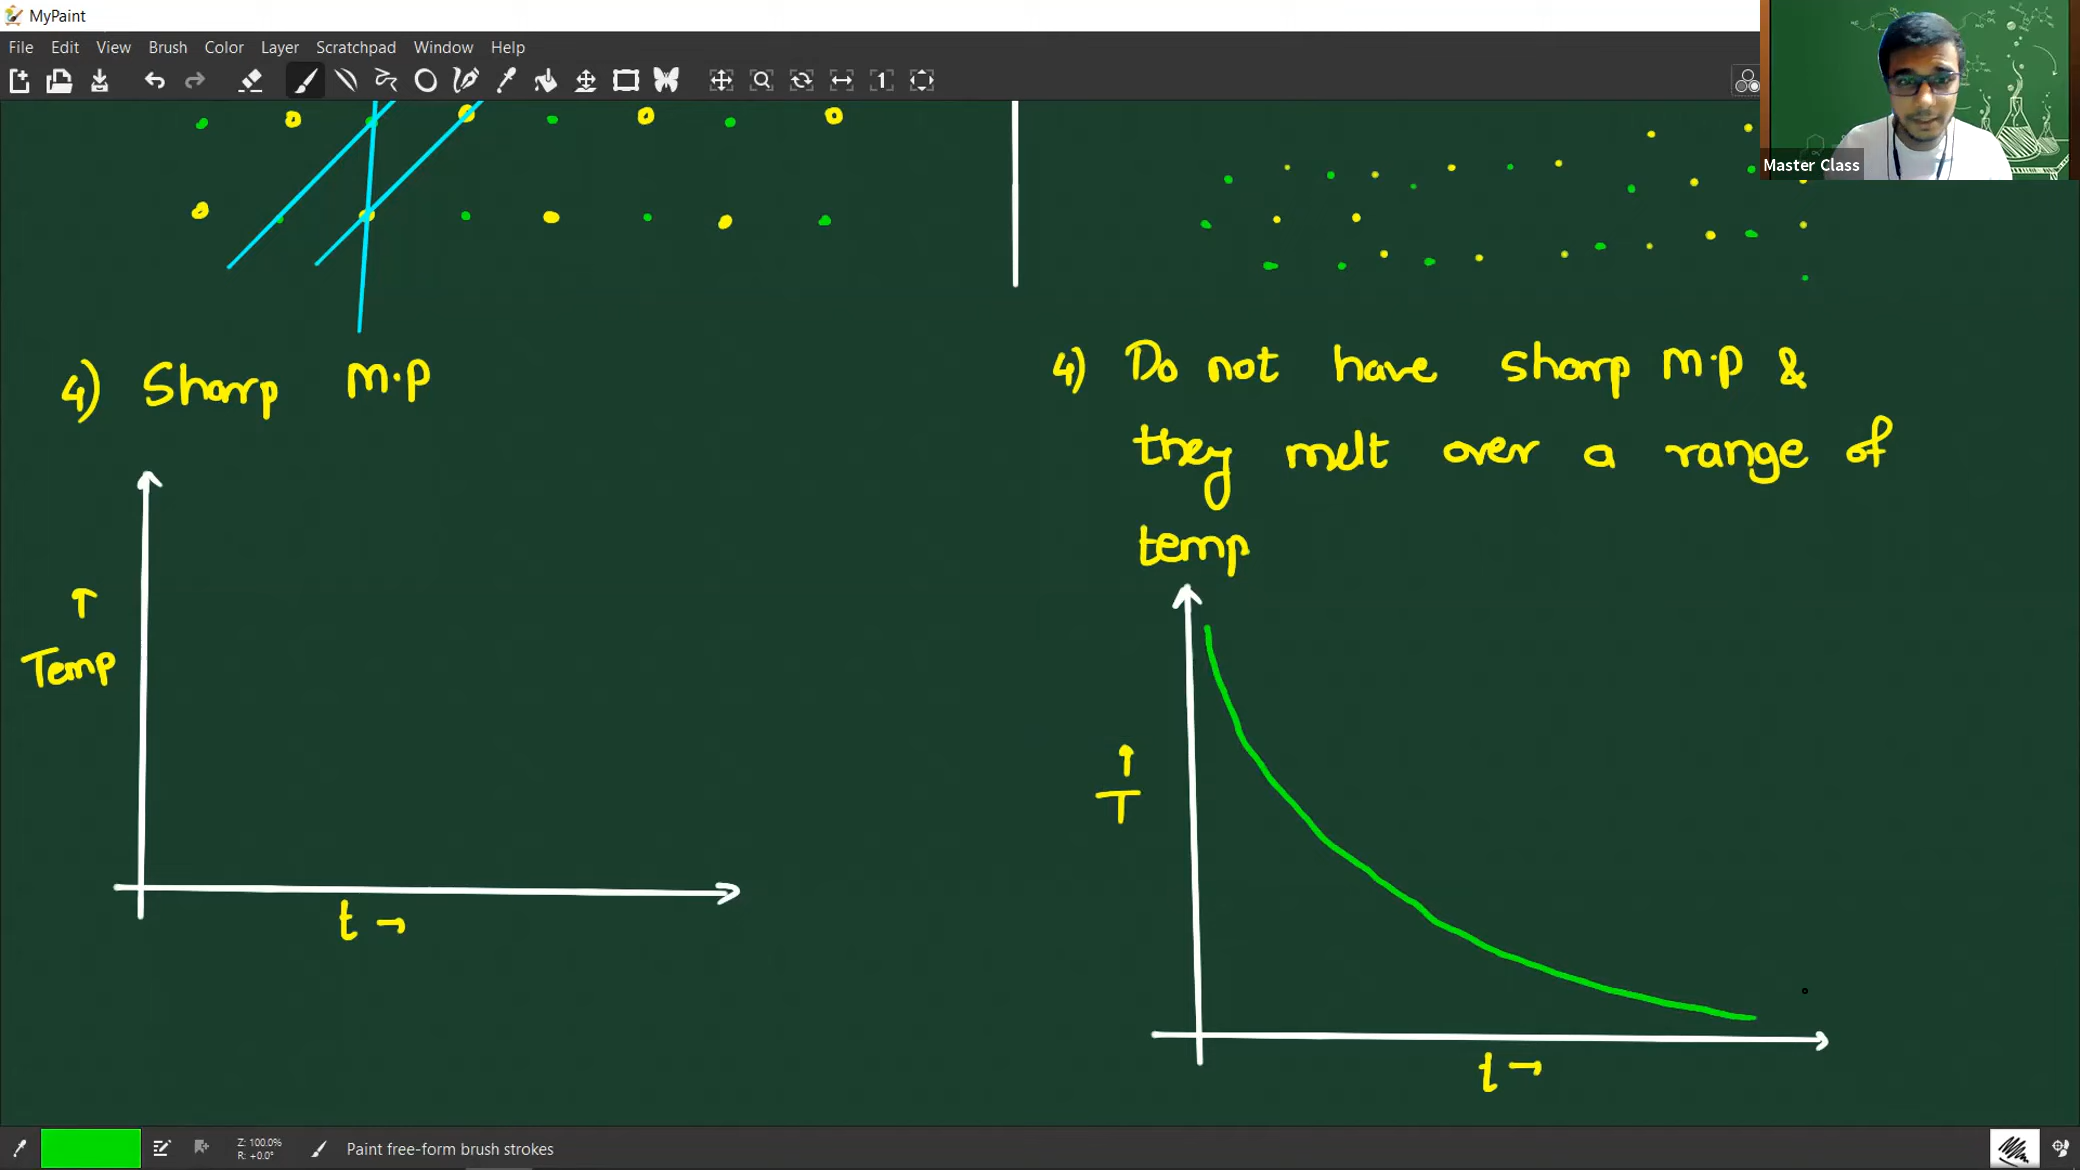 MyPaint
File Edit View Brush Color Layer Scratchpad Window Help
Master Class
4) Sharp m.p
↑
Temp
t →
4) Do not have sharp m.p &
they melt over a range of
temp
↑
T
t →
Z: 100.0%
R: +0.0°
Paint free-form brush strokes